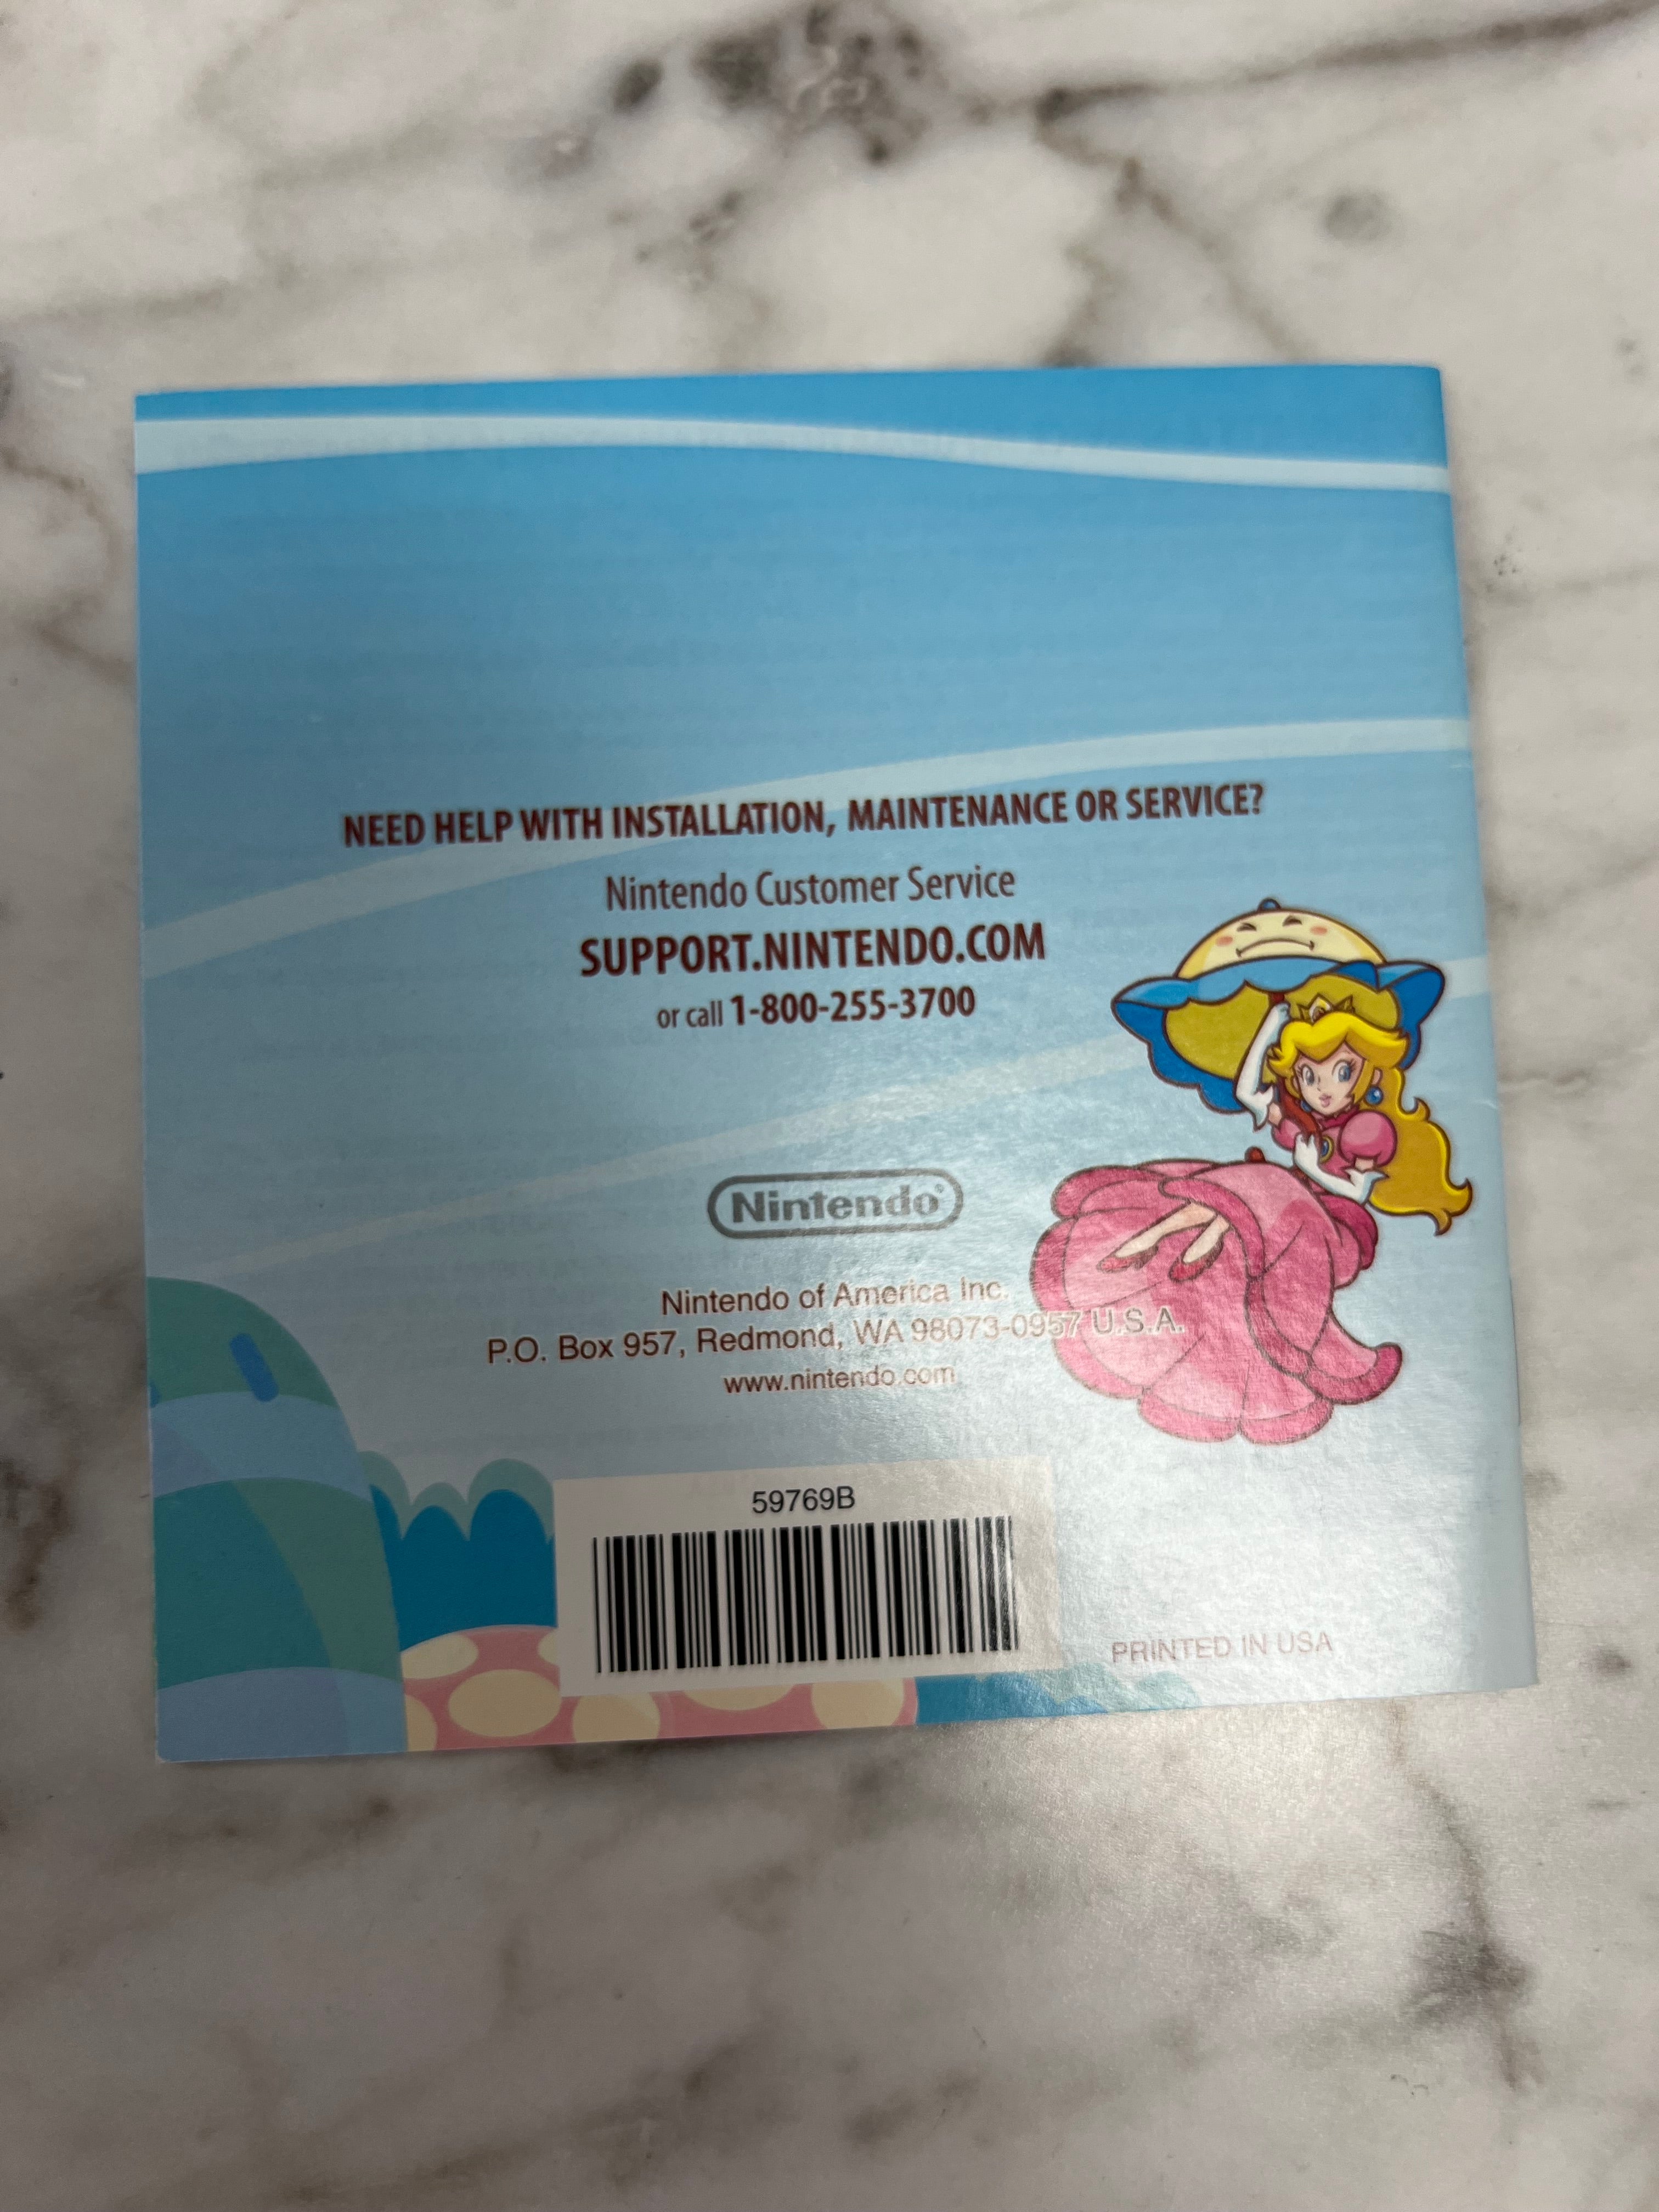 NEED HELP WITH INSTALLATION, MAINTENANCE OR SERVICE?
Nintendo Customer Service
SUPPORT.NINTENDO.COM
or call 1-800-255-3700
Nintendo®
Nintendo of America Inc.
P.O. Box 957, Redmond, WA 98073-0957 U.S.A.
www.nintendo.com
59769B
PRINTED IN USA